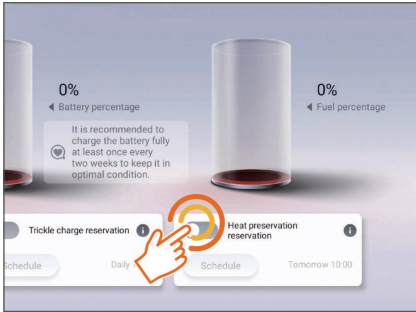 0%
Battery percentage
It is recommended to
charge the battery fully
at least once every
two weeks to keep it in
optimal condition.
0%
Fuel percentage
Trickle charge reservation
Schedule
Daily
Heat preservation
reservation
Schedule
Tomorrow 10:00